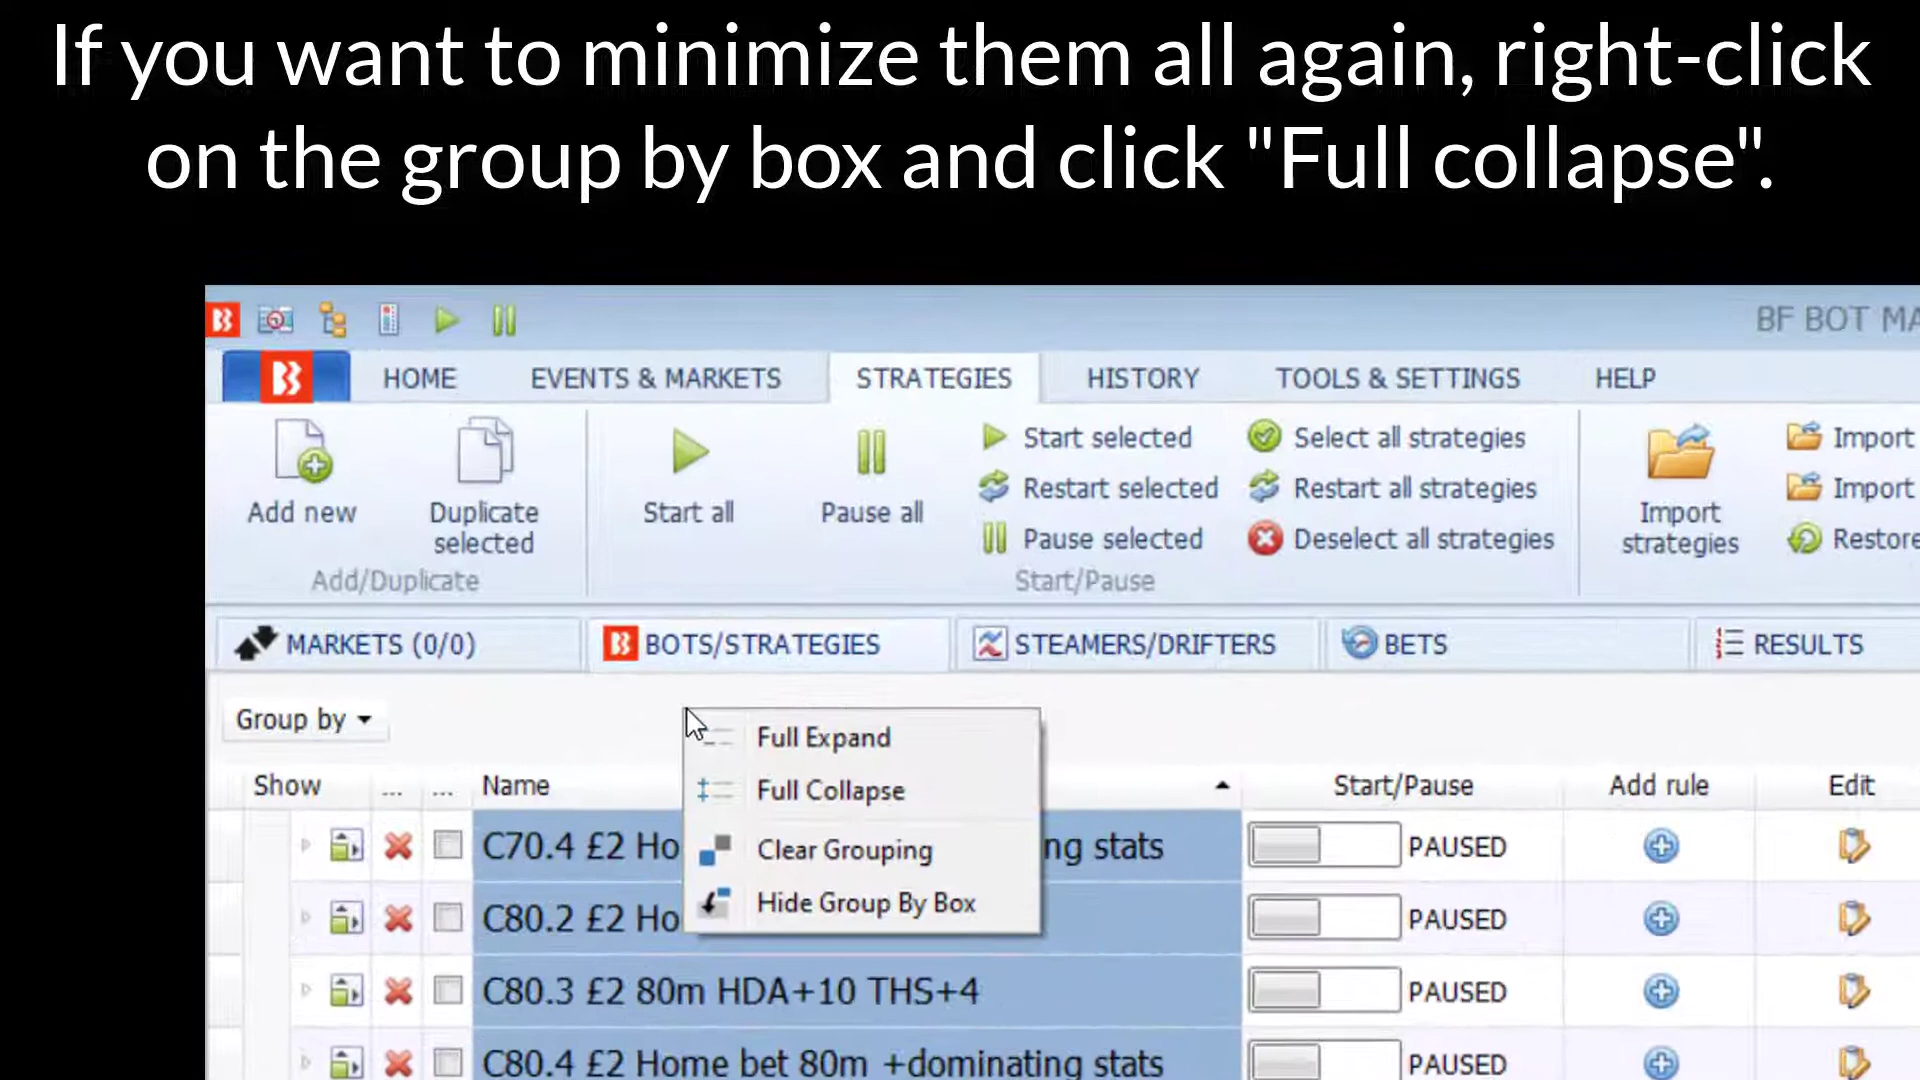 If you want to minimize them all again, right-click
on the group by box and click "Full collapse".
BF BOT MA
HOME EVENTS & MARKETS STRATEGIES HISTORY TOOLS & SETTINGS HELP
Start selected Select all strategies Import
Restart selected Restart all strategies Import
Add new Duplicate selected Start all Pause all Pause selected Deselect all strategies Import strategies Restore
Add/Duplicate Start/Pause
MARKETS (0/0) BOTS/STRATEGIES STEAMERS/DRIFTERS BETS RESULTS
Group by
Full Expand
Full Collapse
Clear Grouping
Hide Group By Box
Show ... ... Name Start/Pause Add rule Edit
C70.4 £2 Ho ng stats PAUSED
C80.2 £2 Ho PAUSED
C80.3 £2 80m HDA+10 THS+4 PAUSED
C80.4 £2 Home bet 80m +dominating stats PAUSED